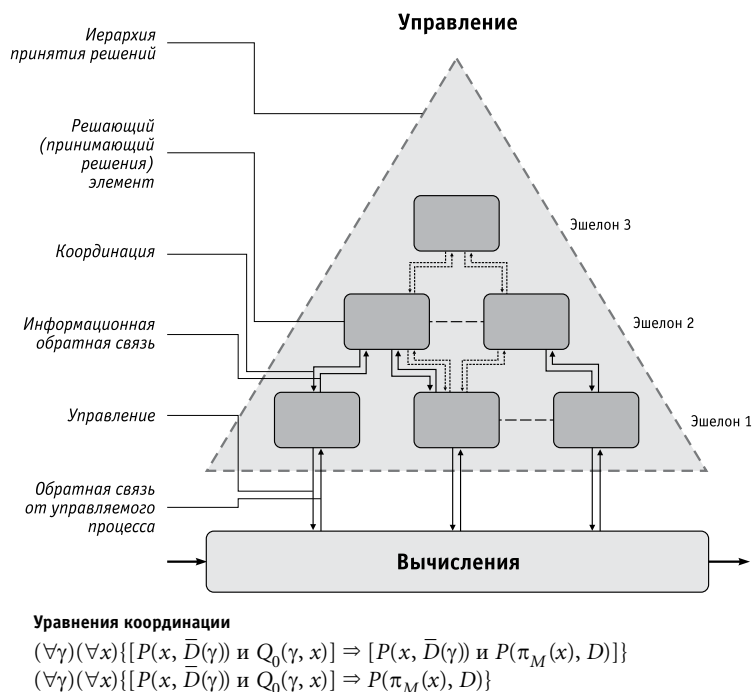 Управление
Иерархия
принятия решений
Решающий
(принимающий
решения)
элемент
Эшелон 3
Координация
Информационная
обратная связь
Эшелон 2
Управление
Эшелон 1
Обратная связь
от управляемого
процесса
Вычисления
Уравнения координации
(∀γ)(∀x){[P(x, D̅(γ)) и Q₀(γ, x)] ⇒ [P(x, D̅(γ)) и P(π_M(x), D)]}
(∀γ)(∀x){[P(x, D̅(γ)) и Q₀(γ, x)] ⇒ P(π_M(x), D)}